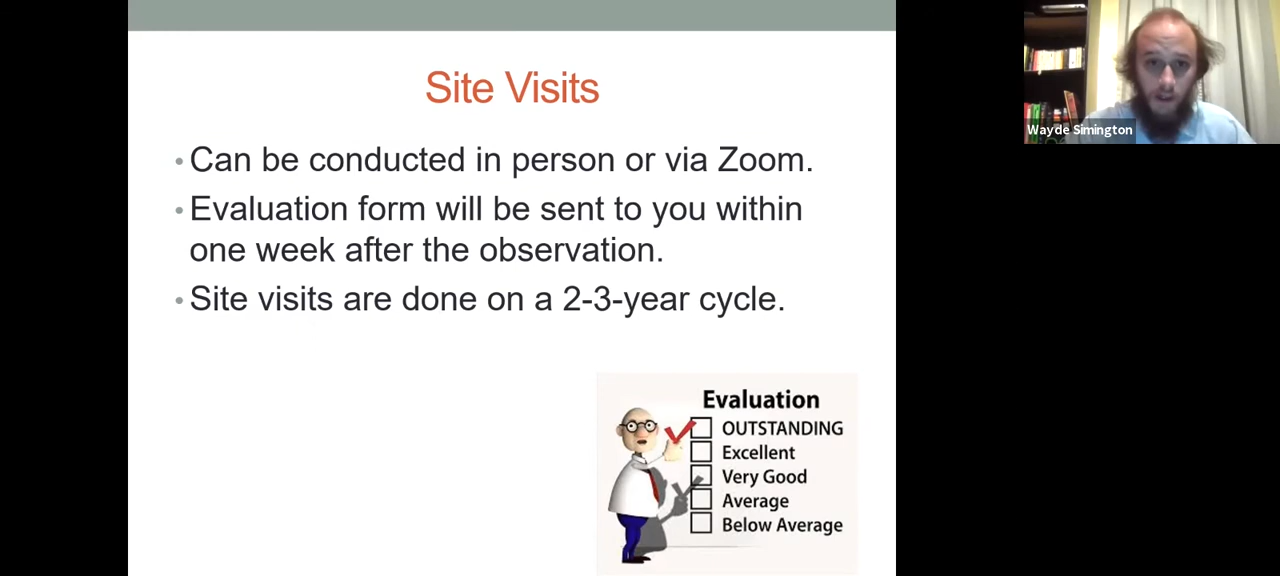 Site Visits
• Can be conducted in person or via Zoom.
• Evaluation form will be sent to you within
one week after the observation.
• Site visits are done on a 2-3-year cycle.
Evaluation
OUTSTANDING
Excellent
Very Good
Average
Below Average
Wayde Simington